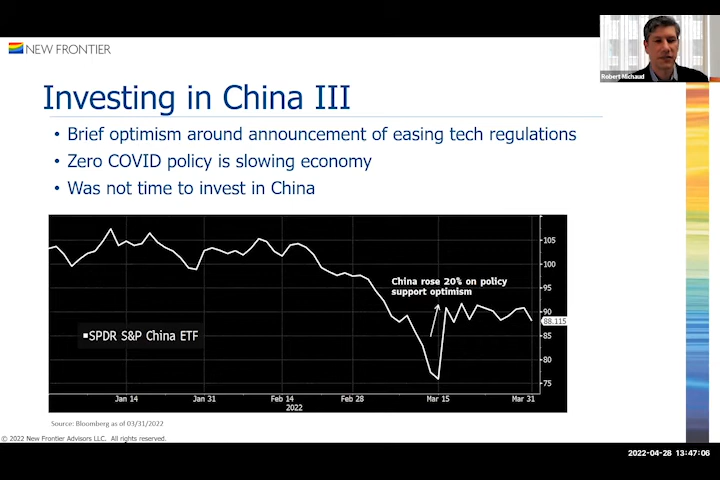 NEW FRONTIER
Robert Michaud
Investing in China III
• Brief optimism around announcement of easing tech regulations
• Zero COVID policy is slowing economy
• Was not time to invest in China
105
100
95
90
88.115
85
80
75
China rose 20% on policy
support optimism
SPDR S&P China ETF
Jan 14 Jan 31 Feb 14 Feb 28 Mar 15 Mar 31
2022
Source: Bloomberg as of 03/31/2022
© 2022 New Frontier Advisors LLC. All rights reserved.
2022-04-28 13:47:06